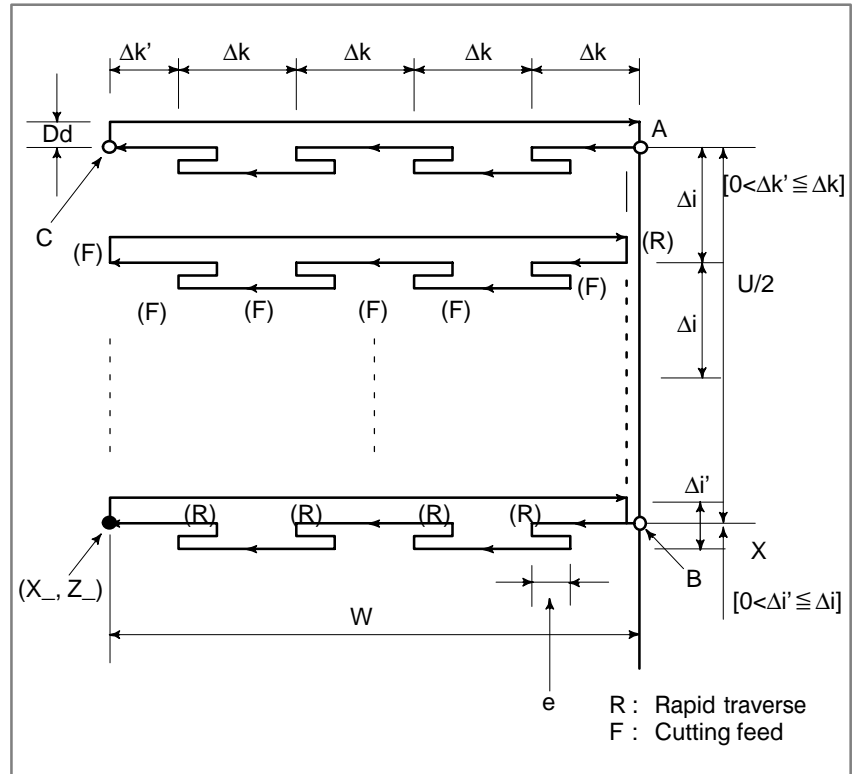 Δk’ Δk Δk Δk Δk
Dd
A
[0<Δk’≦Δk]
Δi
C
(F)
(R)
(F)
U/2
(F) (F) (F) (F)
Δi
Δi’
(R) (R) (R) (R)
X
(X_, Z_)
B
[0<Δi’≦Δi]
W
e
R : Rapid traverse
F : Cutting feed